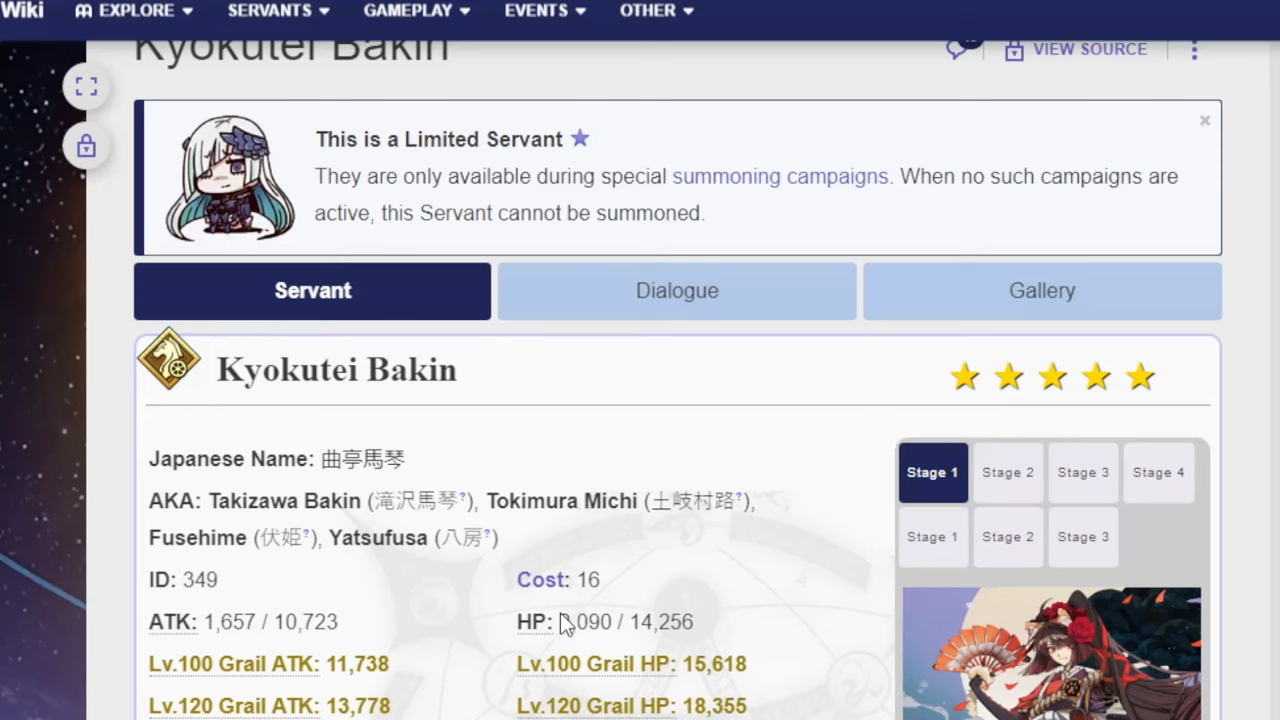 Wiki EXPLORE SERVANTS GAMEPLAY EVENTS OTHER
Kyokutei Bakin
VIEW SOURCE
This is a Limited Servant
They are only available during special summoning campaigns. When no such campaigns are
active, this Servant cannot be summoned.
Servant Dialogue Gallery
Kyokutei Bakin
Japanese Name: 曲亭馬琴
AKA: Takizawa Bakin (滝沢馬琴?), Tokimura Michi (土岐村路?),
Fusehime (伏姫?), Yatsufusa (八房?)
ID: 349 Cost: 16
ATK: 1,657 / 10,723 HP: ,090 / 14,256
Lv.100 Grail ATK: 11,738 Lv.100 Grail HP: 15,618
Lv.120 Grail ATK: 13,778 Lv.120 Grail HP: 18,355
Stage 1 Stage 2 Stage 3 Stage 4
Stage 1 Stage 2 Stage 3